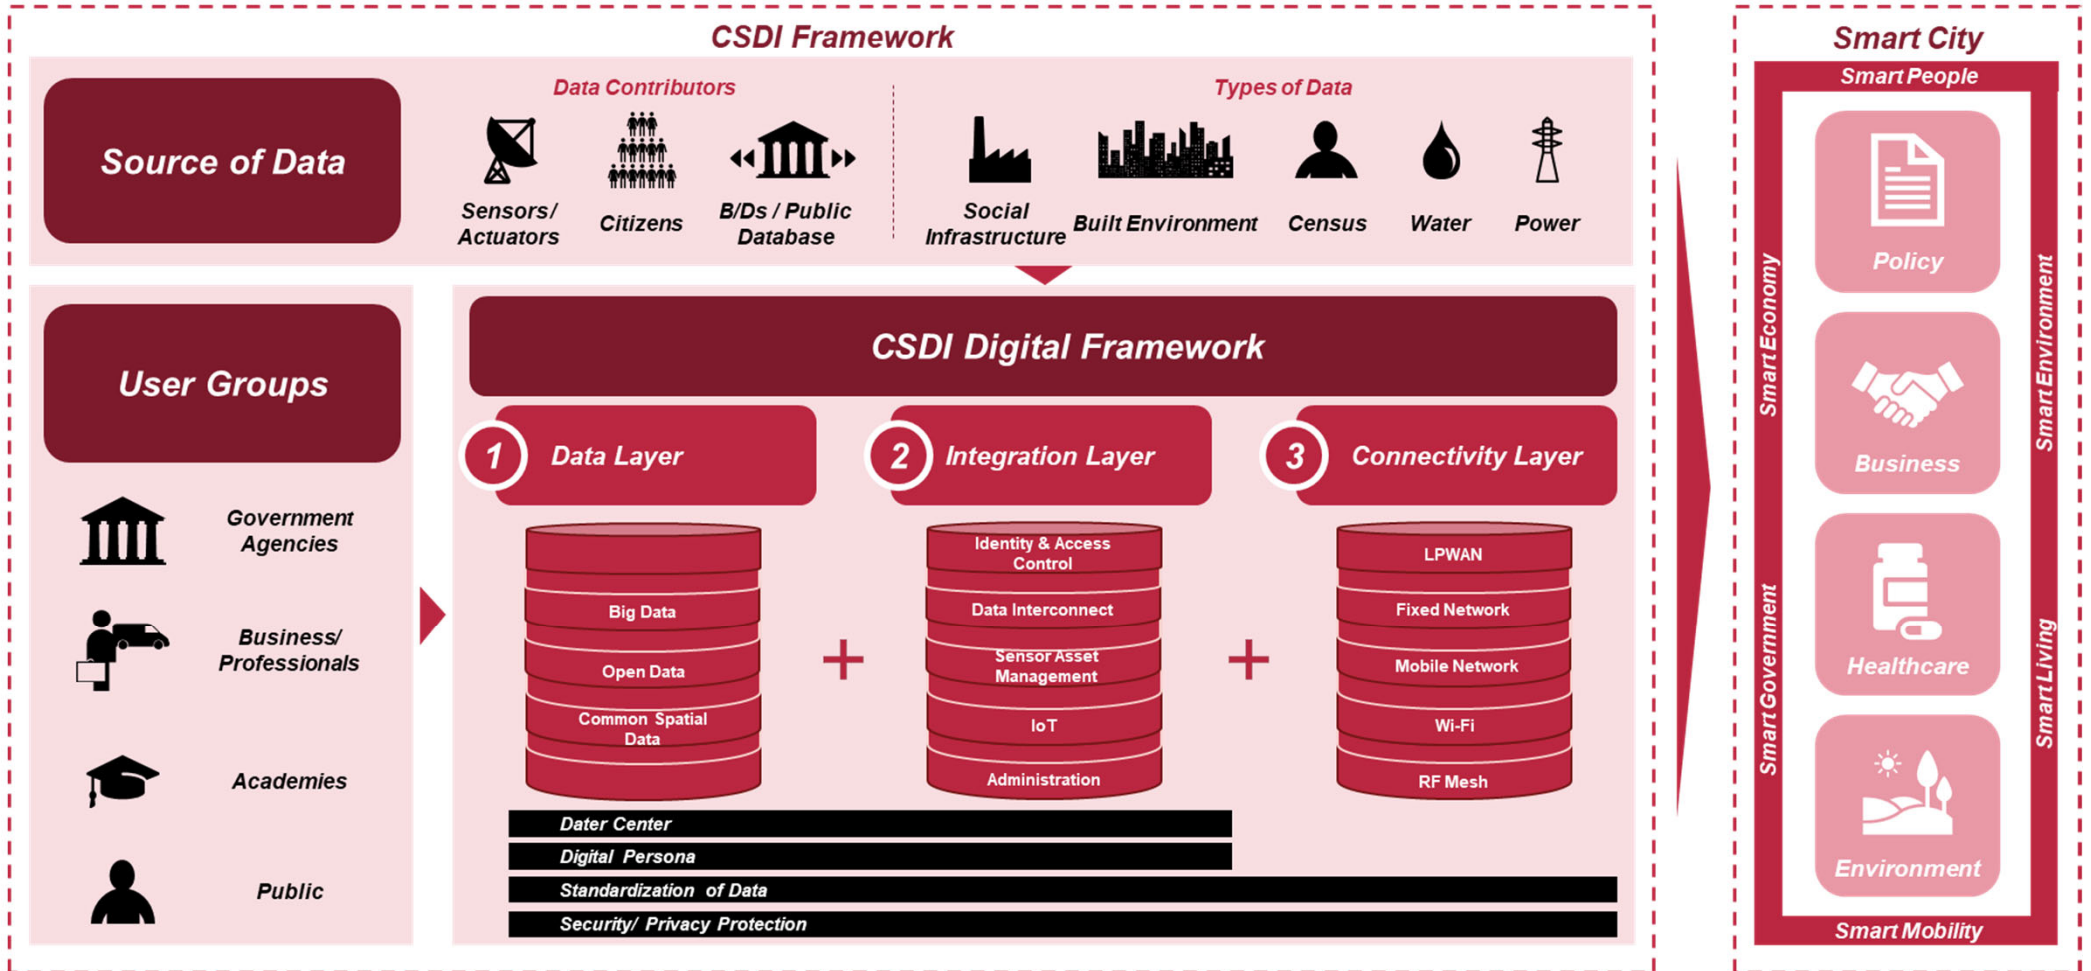 CSDI Framework
Source of Data
Data Contributors
Sensors/
Actuators
Citizens
B/Ds / Public
Database
Types of Data
Social
Infrastructure
Built Environment
Census
Water
Power
User Groups
Government
Agencies
Business/
Professionals
Academies
Public
CSDI Digital Framework
1
Data Layer
Big Data
Open Data
Common Spatial
Data
2
Integration Layer
Identity & Access
Control
Data Interconnect
Sensor Asset
Management
IoT
Administration
3
Connectivity Layer
LPWAN
Fixed Network
Mobile Network
Wi-Fi
RF Mesh
+
+
Dater Center
Digital Persona
Standardization of Data
Security/ Privacy Protection
Smart City
Smart People
Smart Economy
Smart Government
Policy
Business
Healthcare
Environment
Smart Environment
Smart Living
Smart Mobility